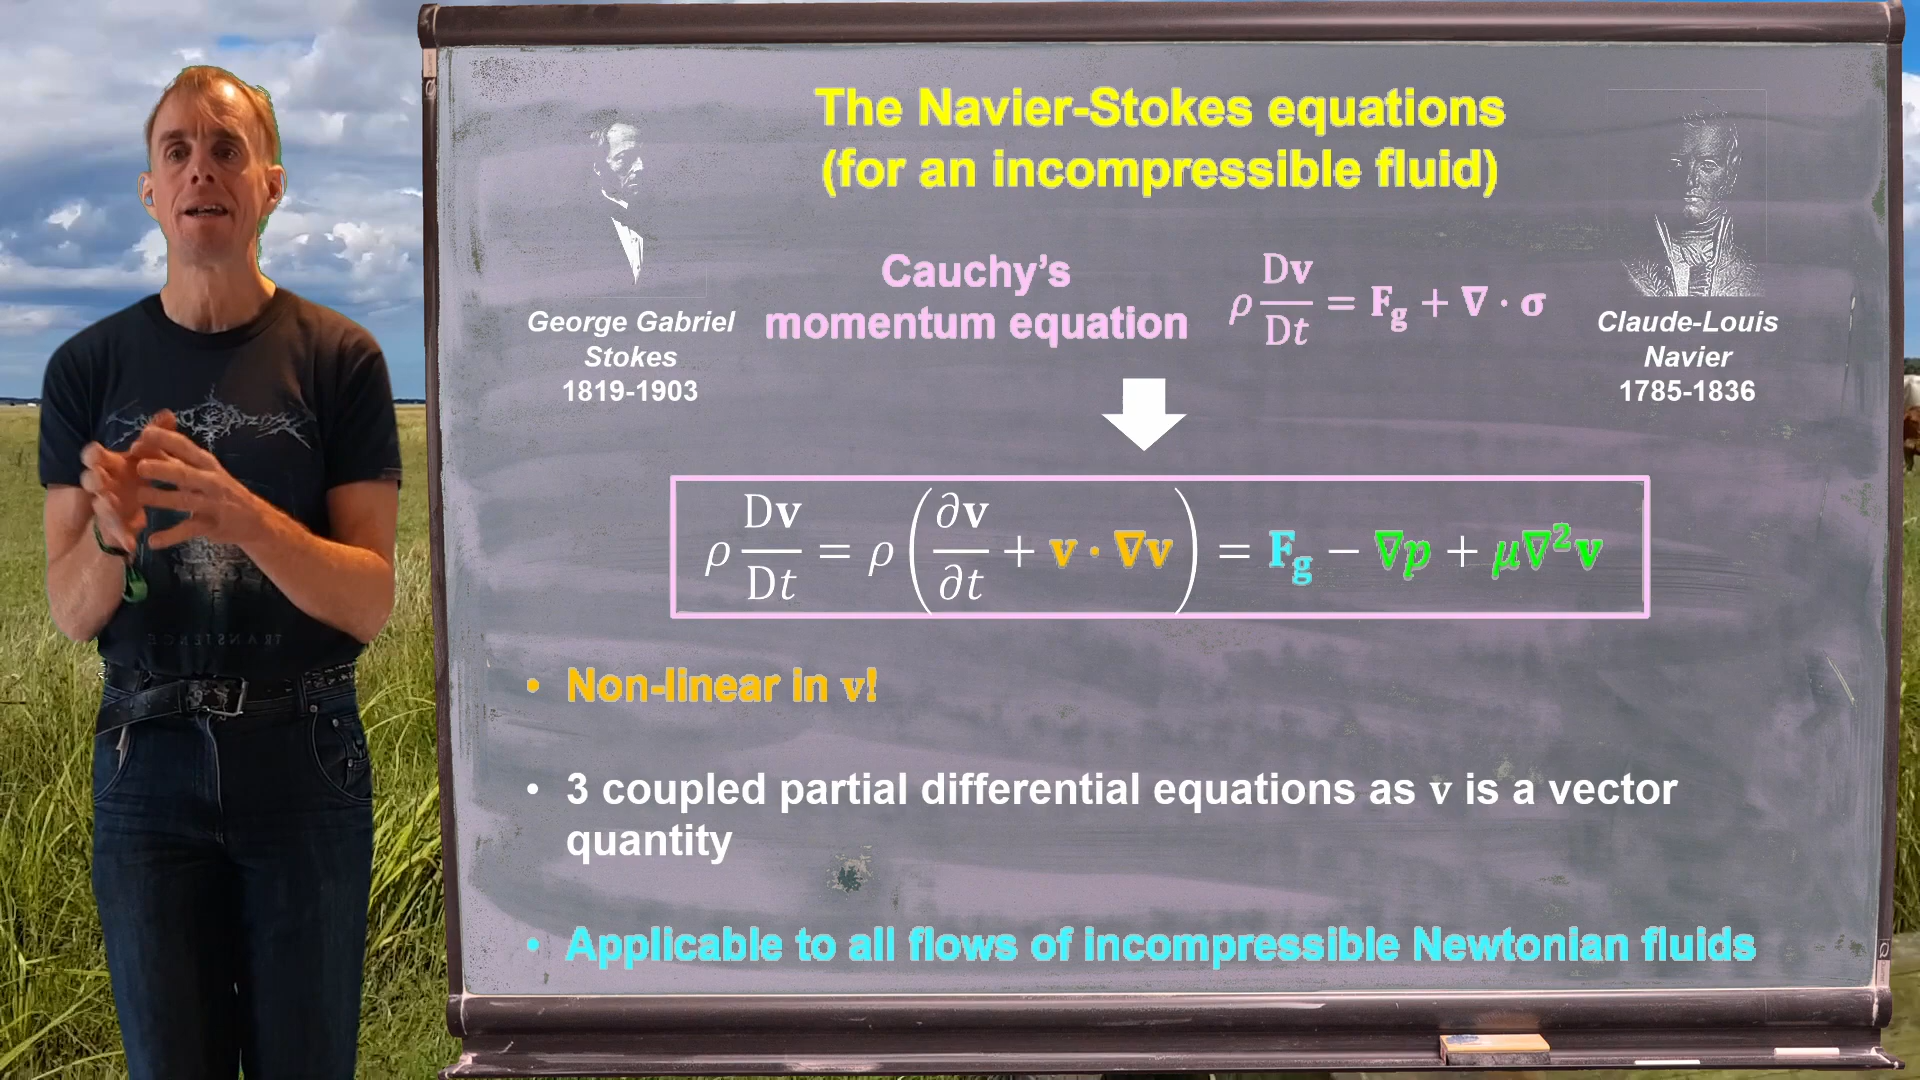 The Navier-Stokes equations
(for an incompressible fluid)
George Gabriel
Stokes
1819-1903
Cauchy’s
momentum equation
ρ Dv/Dt = F_g + ∇ · σ
Claude-Louis
Navier
1785-1836
ρ Dv/Dt = ρ (∂v/∂t + v · ∇v) = F_g − ∇p + μ∇²v
• Non-linear in v!
• 3 coupled partial differential equations as v is a vector
quantity
• Applicable to all flows of incompressible Newtonian fluids
TRANSIENCE